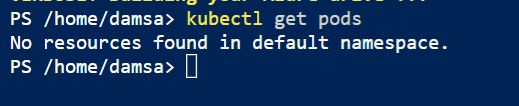 PS /home/damsa> kubectl get pods
No resources found in default namespace.
PS /home/damsa>